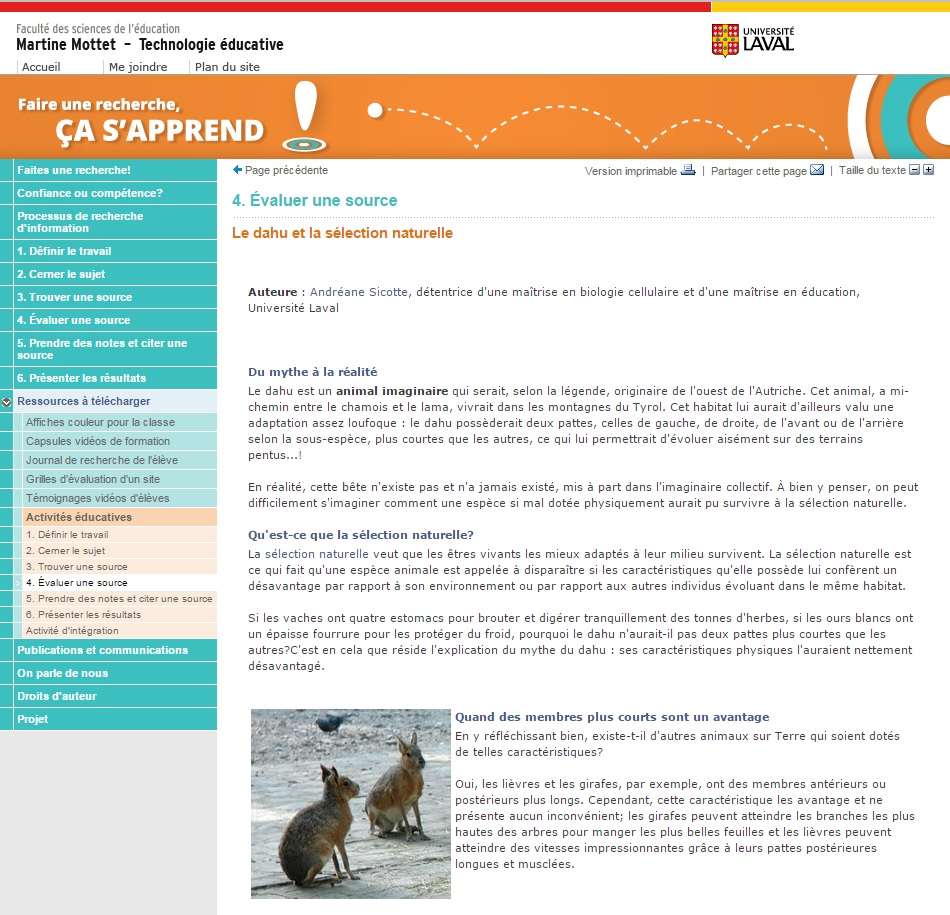 Faculté des sciences de l'éducation
Martine Mottet – Technologie éducative
UNIVERSITÉ
LAVAL
Accueil
Me joindre
Plan du site
Faire une recherche,
ÇA S'APPREND
Faites une recherche!
Confiance ou compétence?
Processus de recherche
d'information
1. Définir le travail
2. Cerner le sujet
3. Trouver une source
4. Évaluer une source
5. Prendre des notes et citer une
source
6. Présenter les résultats
Ressources à télécharger
Affiches couleur pour la classe
Capsules vidéos de formation
Journal de recherche de l'élève
Grilles d'évaluation d'un site
Témoignages vidéos d'élèves
Activités éducatives
1. Définir le travail
2. Cerner le sujet
3. Trouver une source
> 4. Évaluer une source
5. Prendre des notes et citer une source
6. Présenter les résultats
Activité d'intégration
Publications et communications
On parle de nous
Droits d'auteur
Projet
Page précédente
Version imprimable | Partager cette page | Taille du texte
4. Évaluer une source
Le dahu et la sélection naturelle
Auteure : Andréane Sicotte, détentrice d'une maîtrise en biologie cellulaire et d'une maîtrise en éducation,
Université Laval
Du mythe à la réalité
Le dahu est un animal imaginaire qui serait, selon la légende, originaire de l'ouest de l'Autriche. Cet animal, a mi-
chemin entre le chamois et le lama, vivrait dans les montagnes du Tyrol. Cet habitat lui aurait d'ailleurs valu une
adaptation assez loufoque : le dahu possèderait deux pattes, celles de gauche, de droite, de l'avant ou de l'arrière
selon la sous-espèce, plus courtes que les autres, ce qui lui permettrait d'évoluer aisément sur des terrains
pentus...!
En réalité, cette bête n'existe pas et n'a jamais existé, mis à part dans l'imaginaire collectif. À bien y penser, on peut
difficilement s'imaginer comment une espèce si mal dotée physiquement aurait pu survivre à la sélection naturelle.
Qu'est-ce que la sélection naturelle?
La sélection naturelle veut que les êtres vivants les mieux adaptés à leur milieu survivent. La sélection naturelle est
ce qui fait qu'une espèce animale est appelée à disparaître si les caractéristiques qu'elle possède lui confèrent un
désavantage par rapport à son environnement ou par rapport aux autres individus évoluant dans le même habitat.
Si les vaches ont quatre estomacs pour brouter et digérer tranquillement des tonnes d'herbes, si les ours blancs ont
un épaisse fourrure pour les protéger du froid, pourquoi le dahu n'aurait-il pas deux pattes plus courtes que les
autres?C'est en cela que réside l'explication du mythe du dahu : ses caractéristiques physiques l'auraient nettement
désavantagé.
Quand des membres plus courts sont un avantage
En y réfléchissant bien, existe-t-il d'autres animaux sur Terre qui soient dotés
de telles caractéristiques?
Oui, les lièvres et les girafes, par exemple, ont des membres antérieurs ou
postérieurs plus longs. Cependant, cette caractéristique les avantage et ne
présente aucun inconvénient; les girafes peuvent atteindre les branches les plus
hautes des arbres pour manger les plus belles feuilles et les lièvres peuvent
atteindre des vitesses impressionnantes grâce à leurs pattes postérieures
longues et musclées.